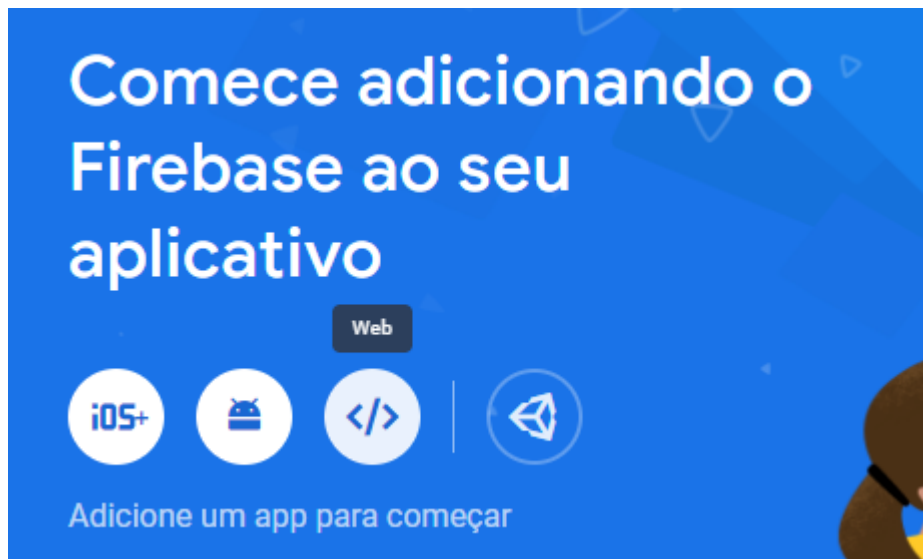 Comece adicionando o
Firebase ao seu
aplicativo
Web
iOS+
</>
Adicione um app para começar